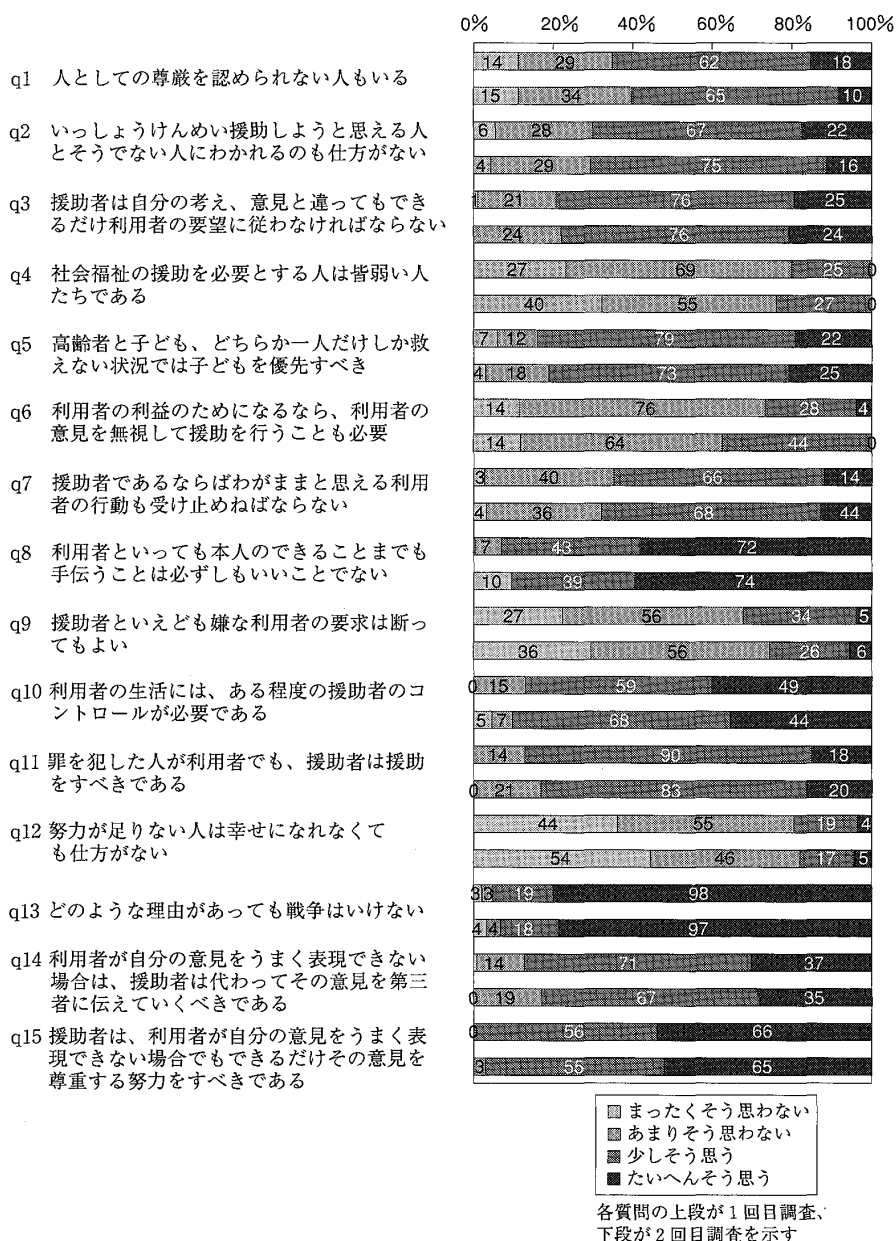 0% 20% 40% 60% 80% 100%
14 29 62 18
q1 人としての尊厳を認められない人もいる
15 34 65 10
q2 いっしょうけんめい援助しようと思える人
6 28 67 22
とそうでない人にわかれるのも仕方がない
4 29 75 16
q3 援助者は自分の考え、意見と違ってもでき
1 21 76 25
るだけ利用者の要望に従わなければならない
24 76 24
q4 社会福祉の援助を必要とする人は皆弱い人
27 69 25 0
たちである
40 55 27 0
q5 高齢者と子ども、どちらか一人だけしか救
7 12 79 22
えない状況では子どもを優先すべき
4 18 73 25
q6 利用者の利益のためになるなら、利用者の
14 76 28 4
意見を無視して援助を行うことも必要
14 64 44 0
q7 援助者であるならばわがままと思える利用
3 40 66 14
者の行動も受け止めねばならない
4 36 68 44
q8 利用者といっても本人のできることまでも
7 43 72
手伝うことは必ずしもいいことでない
10 39 74
q9 援助者といえども嫌な利用者の要求は断っ
27 56 34 5
てもよい
36 56 26 6
q10 利用者の生活には、ある程度の援助者のコ
0 15 59 49
ントロールが必要である
5 7 68 44
q11 罪を犯した人が利用者でも、援助者は援助
14 90 18
をすべきである
0 21 83 20
q12 努力が足りない人は幸せになれなくて
44 55 19 4
も仕方がない
54 46 17 5
q13 どのような理由があっても戦争はいけない
3 3 19 98
4 4 18 97
q14 利用者が自分の意見をうまく表現できない
14 71 37
場合は、援助者は代わってその意見を第三
者に伝えていくべきである
0 19 67 35
q15 援助者は、利用者が自分の意見をうまく表
0 56 66
現できない場合でもできるだけその意見を
尊重する努力をすべきである
3 55 65
まったくそう思わない
あまりそう思わない
少しそう思う
たいへんそう思う
各質問の上段が1回目調査、
下段が2回目調査を示す